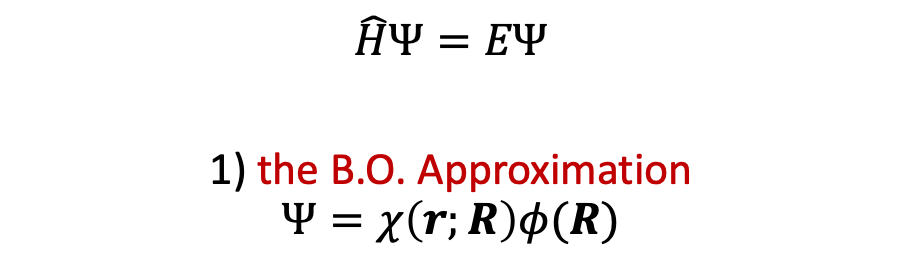 ĤΨ = EΨ
1) the B.O. Approximation
Ψ = χ(r; R)ϕ(R)